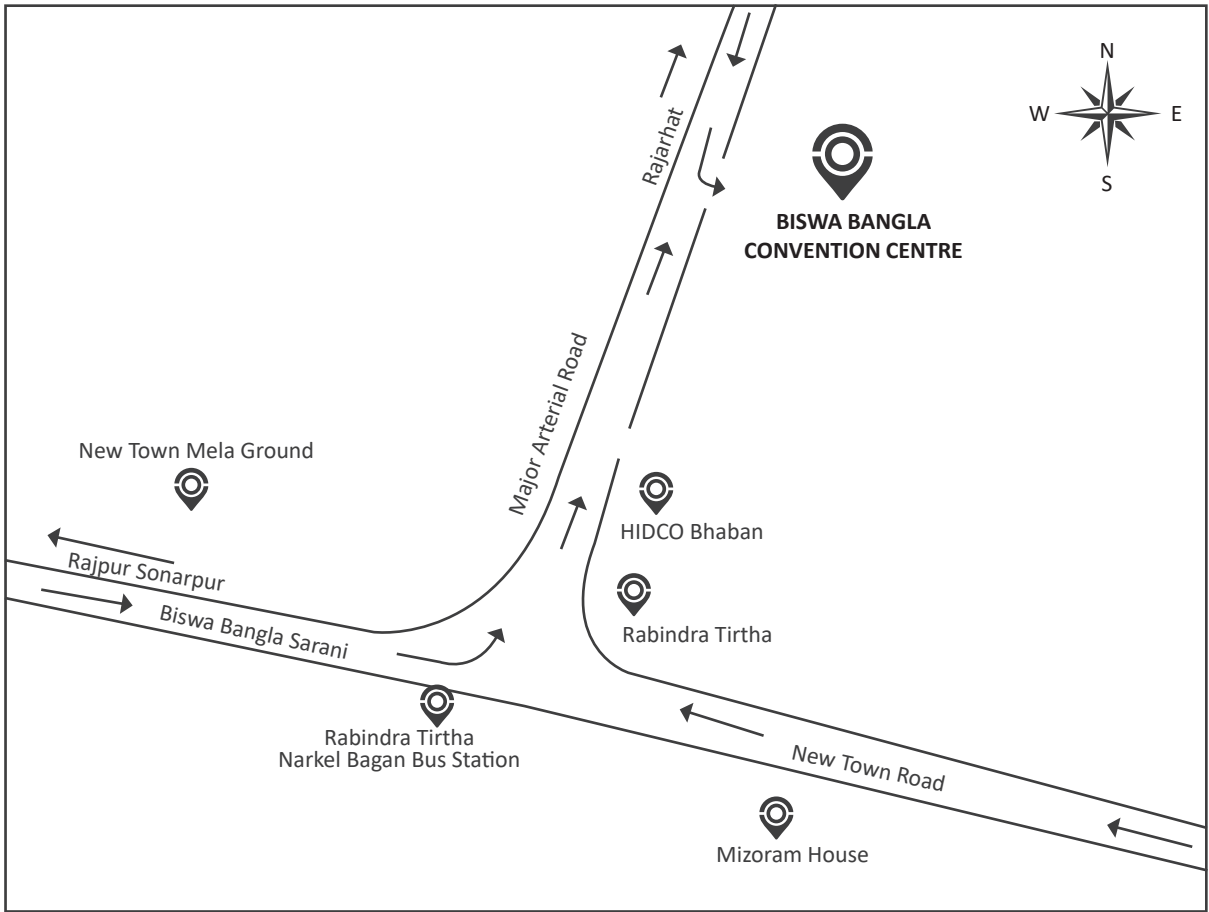 N
W
E
S
Rajarhat
BISWA BANGLA
CONVENTION CENTRE
Major Arterial Road
New Town Mela Ground
HIDCO Bhaban
Rajpur Sonarpur
Biswa Bangla Sarani
Rabindra Tirtha
Rabindra Tirtha
Narkel Bagan Bus Station
New Town Road
Mizoram House